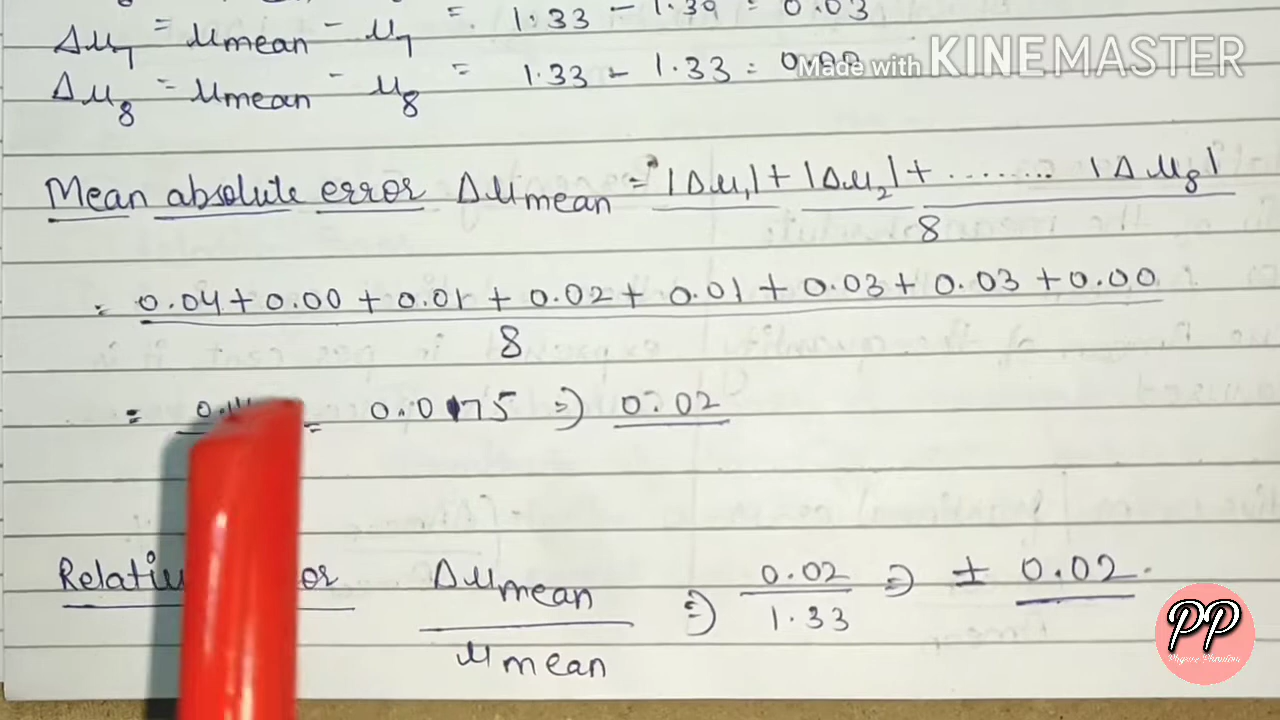 Δμ7 = μmean - μ7 = 1.33 - 1.30 = 0.03
Δμ8 = μmean - μ8 = 1.33 - 1.33 = 0.00
Made with KINEMASTER
Mean absolute error Δμmean = |Δμ1| + |Δμ2| + ........ |Δμ8|
8
= 0.04 + 0.00 + 0.01 + 0.02 + 0.01 + 0.03 + 0.03 + 0.00
8
= = 0.0175 ⇒ 0.02
Δμmean ⇒ 0.02 ⇒ ± 0.02.
μmean 1.33
PP